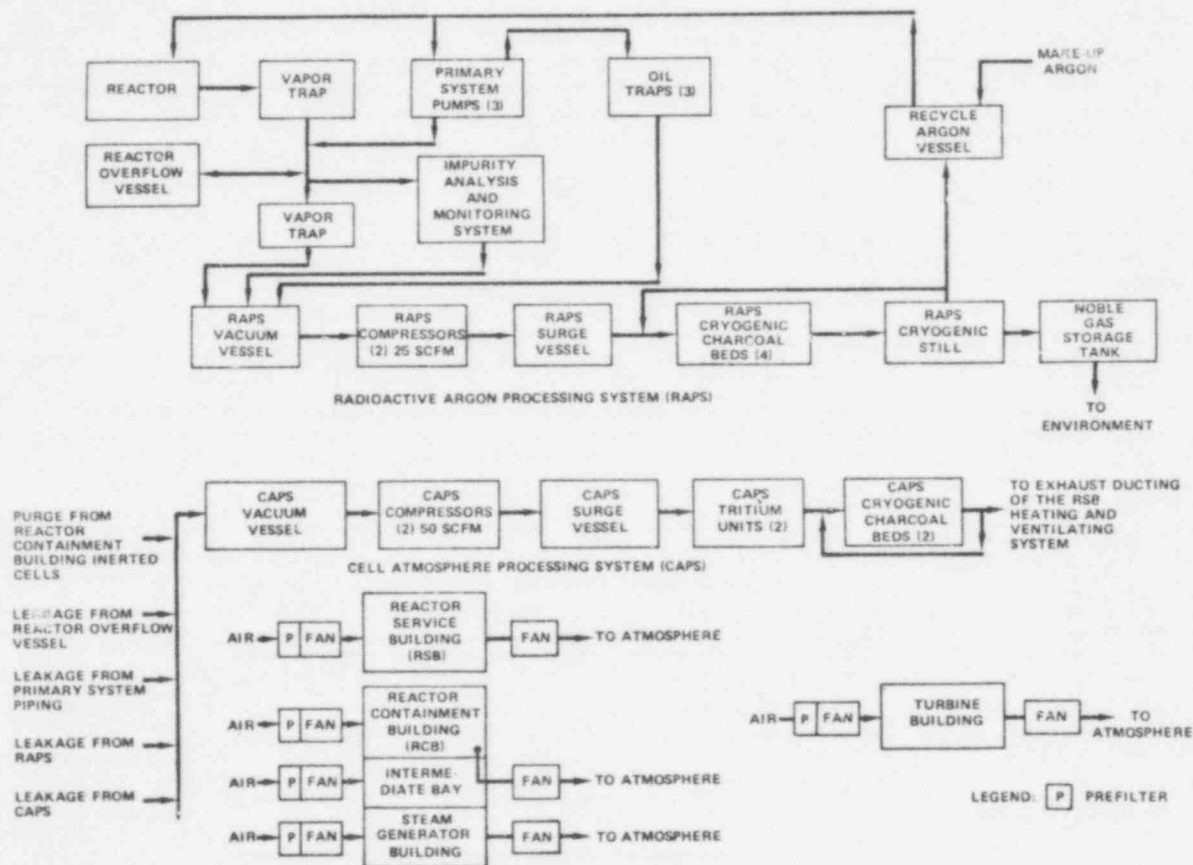 MAKE-UP
ARGON
REACTOR
VAPOR
TRAP
PRIMARY
SYSTEM
PUMPS (3)
OIL
TRAPS (3)
RECYCLE
ARGON
VESSEL
REACTOR
OVERFLOW
VESSEL
IMPURITY
ANALYSIS
AND
MONITORING
SYSTEM
VAPOR
TRAP
RAPS
VACUUM
VESSEL
RAPS
COMPRESSORS
(2) 25 SCFM
RAPS
SURGE
VESSEL
RAPS
CRYOGENIC
CHARCOAL
BEDS (4)
RAPS
CRYOGENIC
STILL
NOBLE
GAS
STORAGE
TANK
TO
ENVIRONMENT
RADIOACTIVE ARGON PROCESSING SYSTEM (RAPS)
PURGE FROM
REACTOR
CONTAINMENT
BUILDING INERTED
CELLS
CAPS
VACUUM
VESSEL
CAPS
COMPRESSORS
(2) 50 SCFM
CAPS
SURGE
VESSEL
CAPS
TRITIUM
UNITS (2)
CAPS
CRYOGENIC
CHARCOAL
BEDS (2)
TO EXHAUST DUCTING
OF THE RSB
HEATING AND
VENTILATING
SYSTEM
CELL ATMOSPHERE PROCESSING SYSTEM (CAPS)
LEAKAGE FROM
REACTOR OVERFLOW
VESSEL
LEAKAGE FROM
PRIMARY SYSTEM
PIPING
LEAKAGE FROM
RAPS
LEAKAGE FROM
CAPS
AIR P FAN
REACTOR
SERVICE
BUILDING
(RSB)
FAN TO ATMOSPHERE
AIR P FAN
REACTOR
CONTAINMENT
BUILDING
(RCB)
AIR P FAN
INTERME-
DIATE BAY
FAN TO ATMOSPHERE
AIR P FAN
STEAM
GENERATOR
BUILDING
FAN TO ATMOSPHERE
AIR P FAN
TURBINE
BUILDING
FAN TO
ATMOSPHERE
LEGEND: P PREFILTER